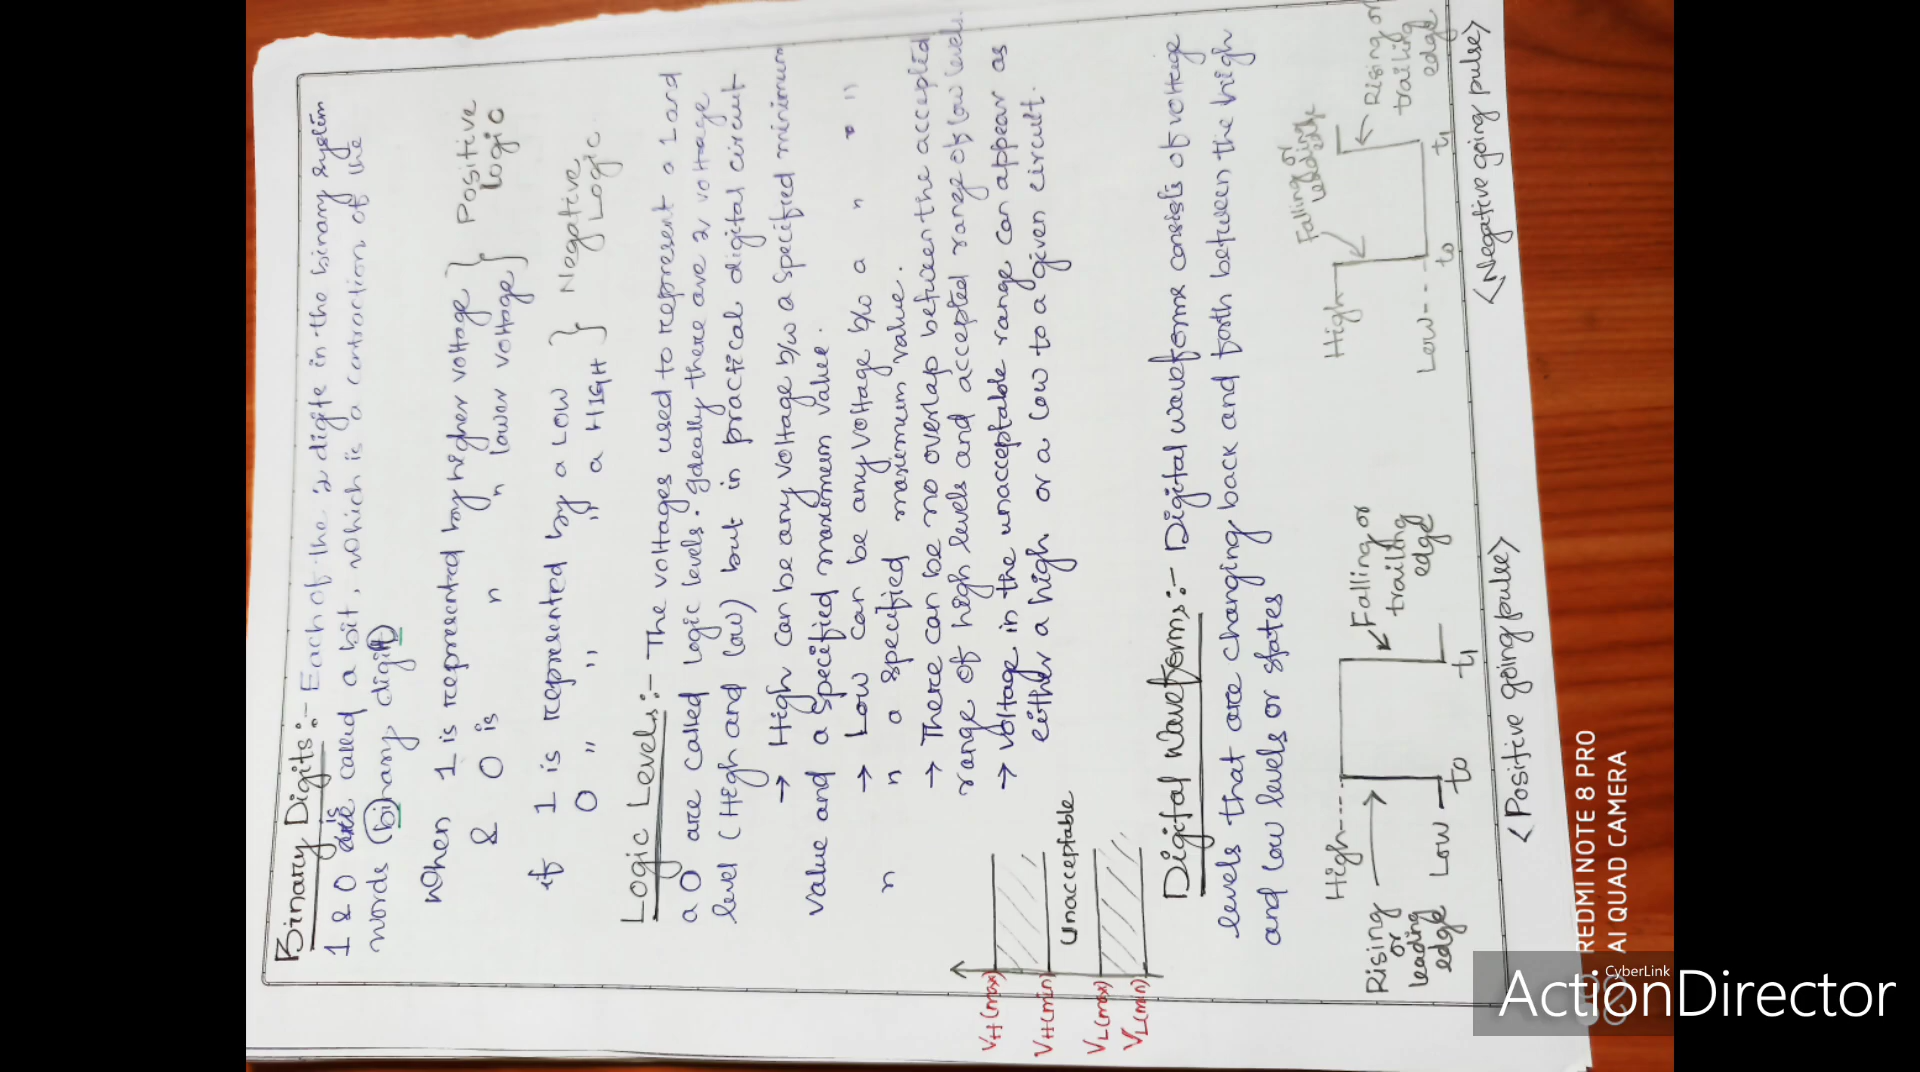 Binary Digits :- Each of the 2 digits in the binary system
1 & 0 is called a bit, which is a contraction of the
words (binary digit)
When 1 is represented by higher voltage } Positive
& 0 is " " lower voltage } Logic
if 1 is represented by a LOW } Negative
0 " " " a HIGH } Logic
Logic Levels :- The voltages used to represent a 1 and
a 0 are called logic levels. Ideally there are 2 voltage
level (High and low) but in practical digital circuit
→ High can be any voltage b/w a specified minimum
value and a specified maximum value.
→ Low can be any voltage b/w a " " "
" " a specified maximum value.
→ There can be no overlap between the accepted
range of high levels and accepted range of low levels.
→ Voltage in the unacceptable range can appear as
either a high or a low to a given circuit.
VH(max)
VH(min)
Unacceptable
VL(max)
VL(min)
Digital Waveforms :- Digital waveforms consists of voltage
levels that are changing back and forth between the high
and low levels or states
High
Rising
or
leading
edge
Low
t0
t1
Falling or
trailing
edge
<Positive going pulse>
High
Falling or
leading
edge
Low
t0
t1
Rising or
trailing
edge
<Negative going pulse>
REDMI NOTE 8 PRO
AI QUAD CAMERA
CyberLink
ActionDirector